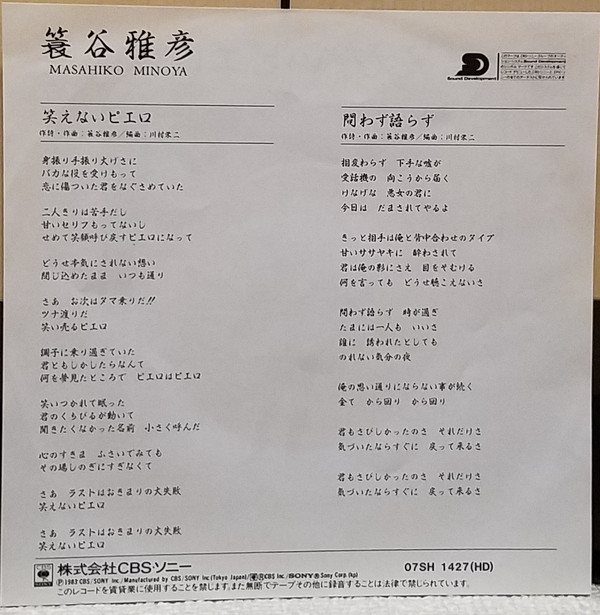 簑谷雅彦
MASAHIKO MINOYA
Sound Development
笑えないピエロ
作詩・作曲：簑谷雅彦／編曲：川村栄二
身振り手振り大げさに
バカな役を受けもって
恋に傷ついた君をなぐさめていた
二人きりは苦手だし
甘いセリフもってないし
せめて笑顔呼び戻すピエロになって
どうせ本気にされない想い
閉じ込めたまま　いつも通り
さあ　お次はタマ乗りだ!!
ツナ渡りだ
笑い売るピエロ
調子に乗り過ぎていた
君ともしかしたらなんて
何を夢見たところで　ピエロはピエロ
笑いつかれて眠った
君のくちびるが動いて
聞きたくなかった名前　小さく呼んだ
心のすきま　ふさいでみても
その場しのぎにすぎなくて
さあ　ラストはおきまりの大失敗
笑えないピエロ
さあ　ラストはおきまりの大失敗
笑えないピエロ
問わず語らず
作詩・作曲：簑谷雅彦／編曲：川村栄二
相変わらず　下手な嘘が
受話機の　向こうから届く
けなげな　悪女の君に
今日は　だまされてやるよ
きっと相手は俺と背中合わせのタイプ
甘いササヤキに　酔わされて
君は俺の影にさえ　目をそむける
何を言っても　どうせ聴こえないさ
問わず語らず　時が過ぎ
たまには一人も　いいさ
誰に　誘われたとしても
のれない気分の夜
俺の思い通りにならない事が続く
全て　から回り　から回り
君もさびしかったのさ　それだけさ
気づいたならすぐに　戻って来るさ
君もさびしかったのさ　それだけさ
気づいたならすぐに　戻って来るさ
株式会社CBS・ソニー
07SH 1427(HD)
このレコードを賃貸業に使用することを禁じます。また無断でテープその他に録音することは法律で禁じられています。